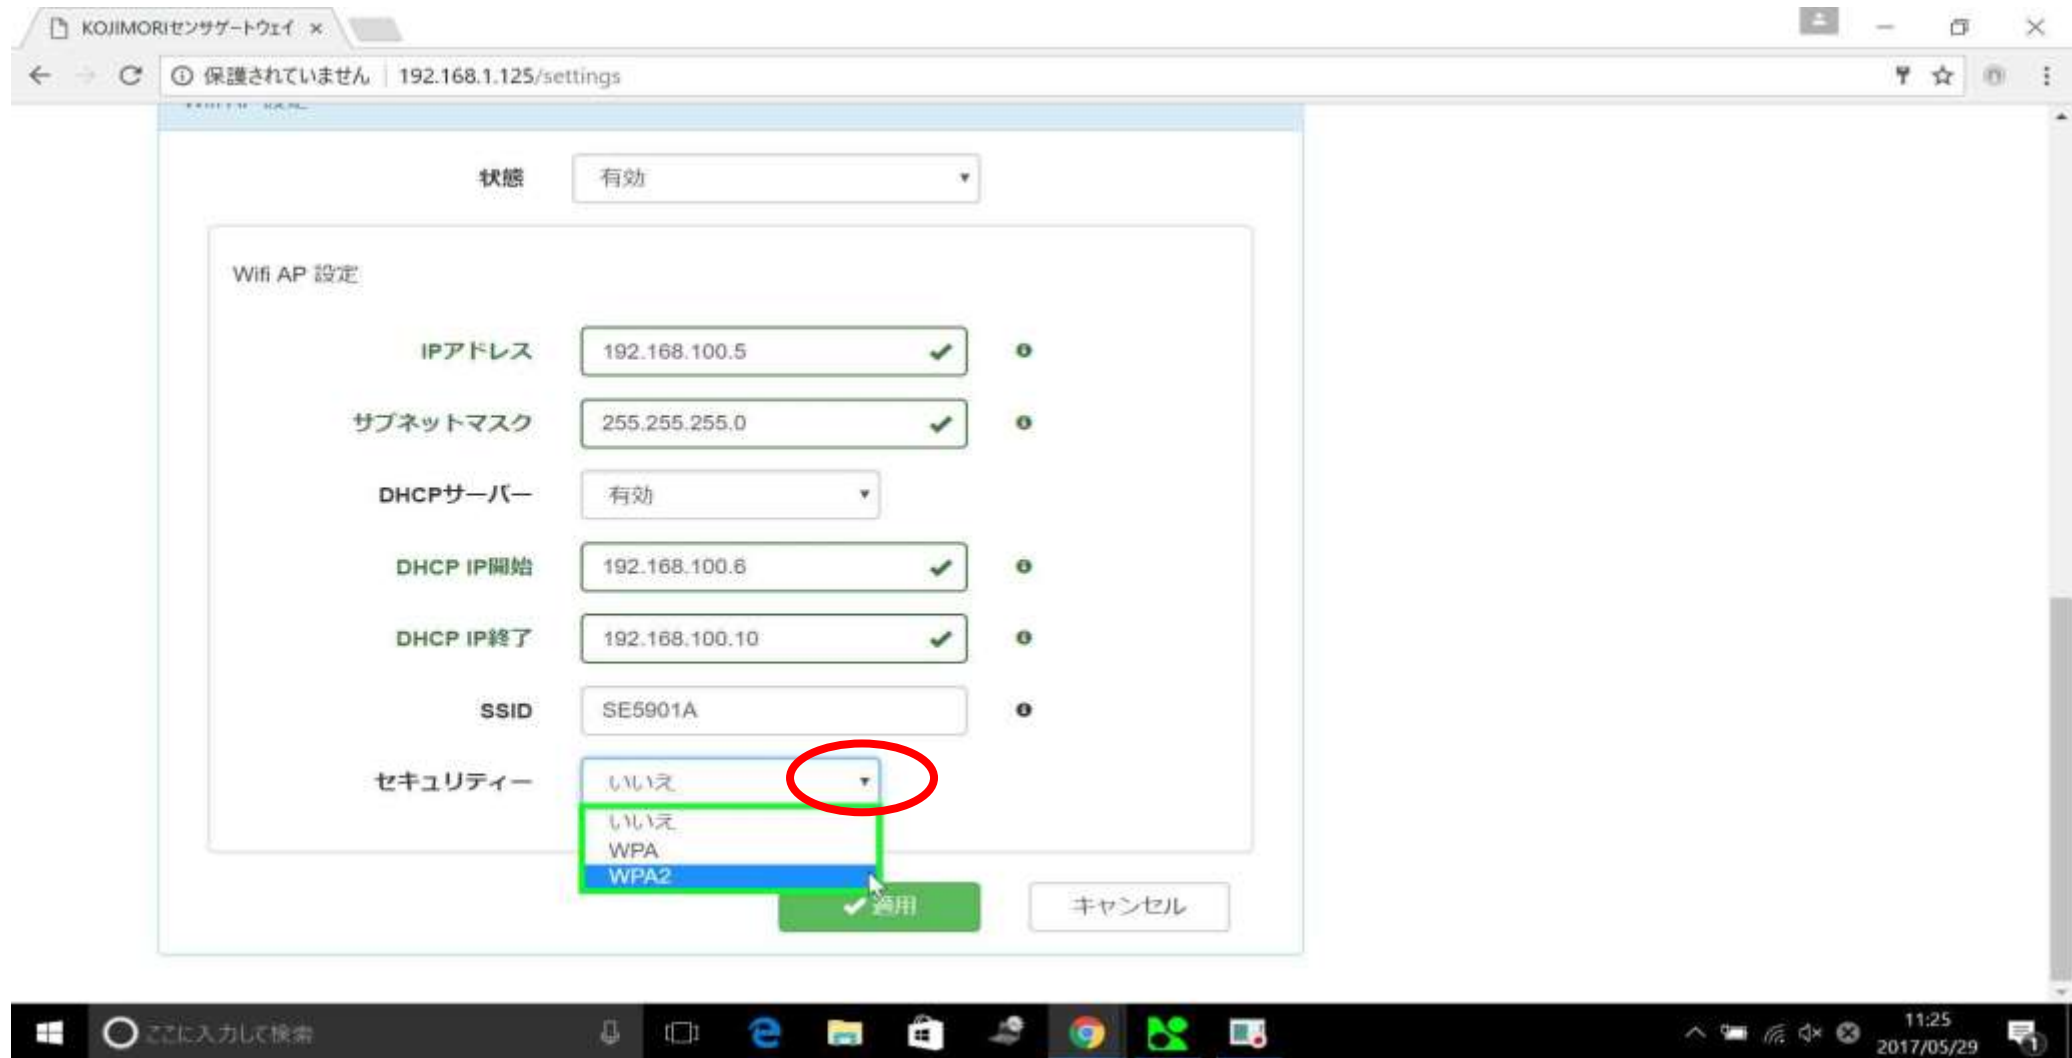 KOJIMORIセンサゲートウェイ
保護されていません | 192.168.1.125/settings
Wifi AP 設定
状態 有効
Wifi AP 設定
IPアドレス 192.168.100.5
サブネットマスク 255.255.255.0
DHCPサーバー 有効
DHCP IP開始 192.168.100.6
DHCP IP終了 192.168.100.10
SSID SE5901A
セキュリティー いいえ
いいえ
WPA
WPA2
適用 キャンセル
ここに入力して検索
11:25
2017/05/29